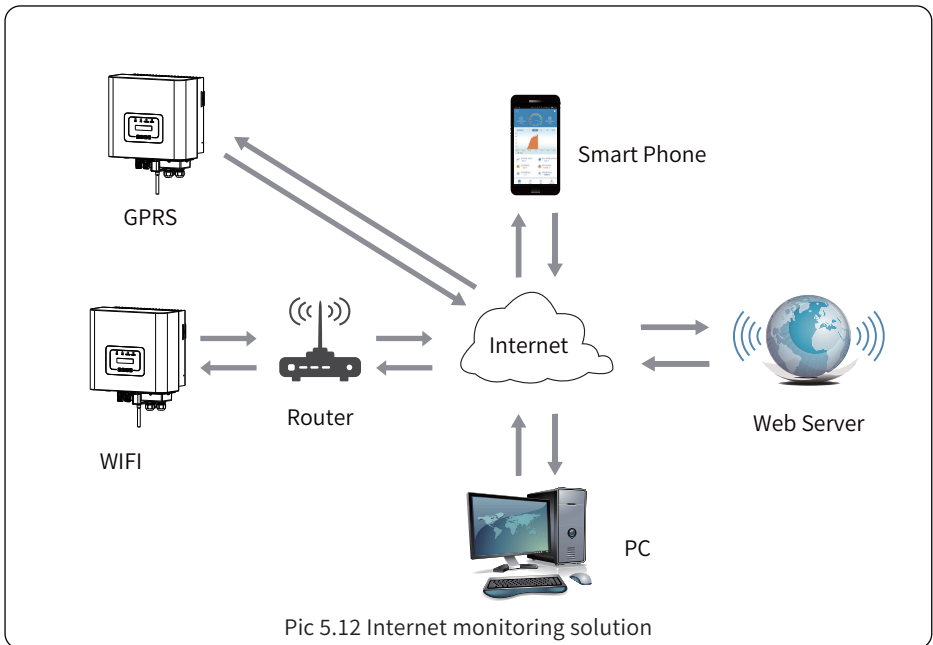 Smart Phone
GPRS
Internet
Router
Web Server
WIFI
PC
Pic 5.12 Internet monitoring solution